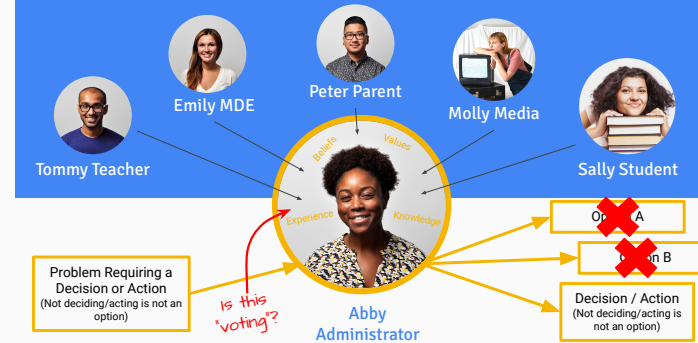 Emily MDE
Peter Parent
Molly Media
Tommy Teacher
Sally Student
Beliefs
Values
Experience
Knowledge
A
B
Problem Requiring a
Decision or Action
(Not deciding/acting is not an
option)
Is this
"voting"?
Abby
Administrator
Decision / Action
(Not deciding/acting is
not an option)